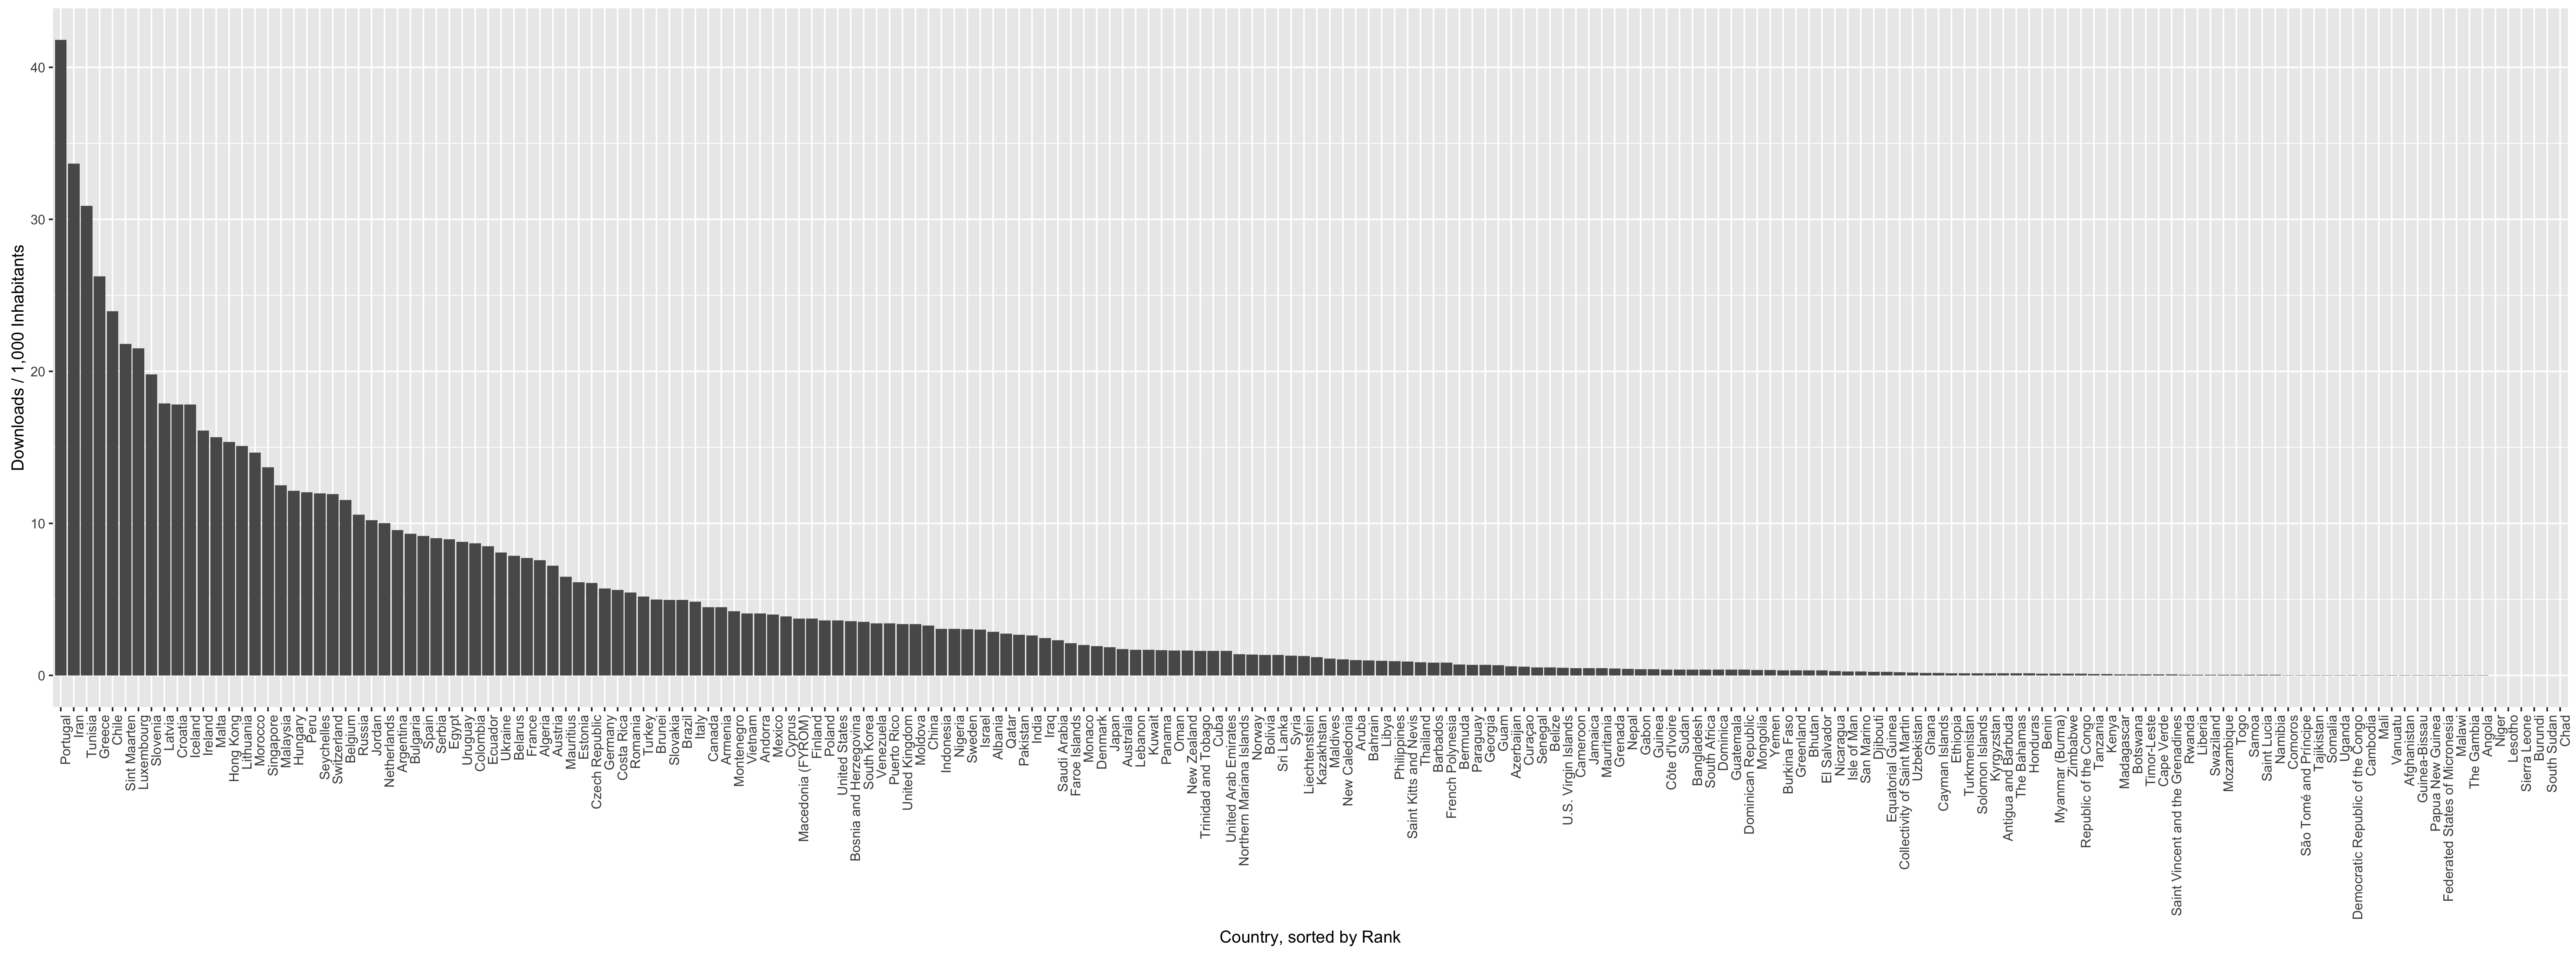 Downloads / 1,000 Inhabitants
40
30
20
10
0
Portugal
Iran
Tunisia
Greece
Chile
Sint Maarten
Luxembourg
Slovenia
Latvia
Croatia
Iceland
Ireland
Malta
Hong Kong
Lithuania
Morocco
Singapore
Malaysia
Hungary
Peru
Seychelles
Switzerland
Belgium
Russia
Jordan
Netherlands
Argentina
Bulgaria
Spain
Serbia
Egypt
Uruguay
Colombia
Ecuador
Ukraine
Belarus
France
Algeria
Austria
Mauritius
Estonia
Czech Republic
Germany
Costa Rica
Romania
Turkey
Brunei
Slovakia
Brazil
Italy
Canada
Armenia
Montenegro
Vietnam
Andorra
Mexico
Cyprus
Macedonia (FYROM)
Finland
Poland
United States
Bosnia and Herzegovina
South Korea
Venezuela
Puerto Rico
United Kingdom
Moldova
China
Indonesia
Nigeria
Sweden
Israel
Albania
Qatar
Pakistan
India
Iraq
Saudi Arabia
Faroe Islands
Monaco
Denmark
Japan
Australia
Lebanon
Kuwait
Panama
Oman
New Zealand
Trinidad and Tobago
Cuba
United Arab Emirates
Northern Mariana Islands
Norway
Bolivia
Sri Lanka
Syria
Liechtenstein
Kazakhstan
Maldives
New Caledonia
Aruba
Bahrain
Libya
Philippines
Saint Kitts and Nevis
Thailand
Barbados
French Polynesia
Bermuda
Paraguay
Georgia
Guam
Azerbaijan
Curaçao
Senegal
Belize
U.S. Virgin Islands
Cameroon
Jamaica
Mauritania
Grenada
Nepal
Gabon
Guinea
Côte d'Ivoire
Sudan
Bangladesh
South Africa
Dominica
Guatemala
Dominican Republic
Mongolia
Yemen
Burkina Faso
Greenland
Bhutan
El Salvador
Nicaragua
Isle of Man
San Marino
Djibouti
Equatorial Guinea
Collectivity of Saint Martin
Uzbekistan
Ghana
Cayman Islands
Ethiopia
Turkmenistan
Solomon Islands
Kyrgyzstan
Antigua and Barbuda
The Bahamas
Honduras
Benin
Myanmar (Burma)
Zimbabwe
Republic of the Congo
Tanzania
Kenya
Madagascar
Botswana
Timor-Leste
Cape Verde
Saint Vincent and the Grenadines
Rwanda
Liberia
Swaziland
Mozambique
Togo
Samoa
Saint Lucia
Namibia
Comoros
São Tomé and Príncipe
Tajikistan
Somalia
Uganda
Democratic Republic of the Congo
Cambodia
Mali
Vanuatu
Afghanistan
Guinea-Bissau
Papua New Guinea
Federated States of Micronesia
Malawi
The Gambia
Angola
Niger
Lesotho
Sierra Leone
Burundi
South Sudan
Chad
Country, sorted by Rank